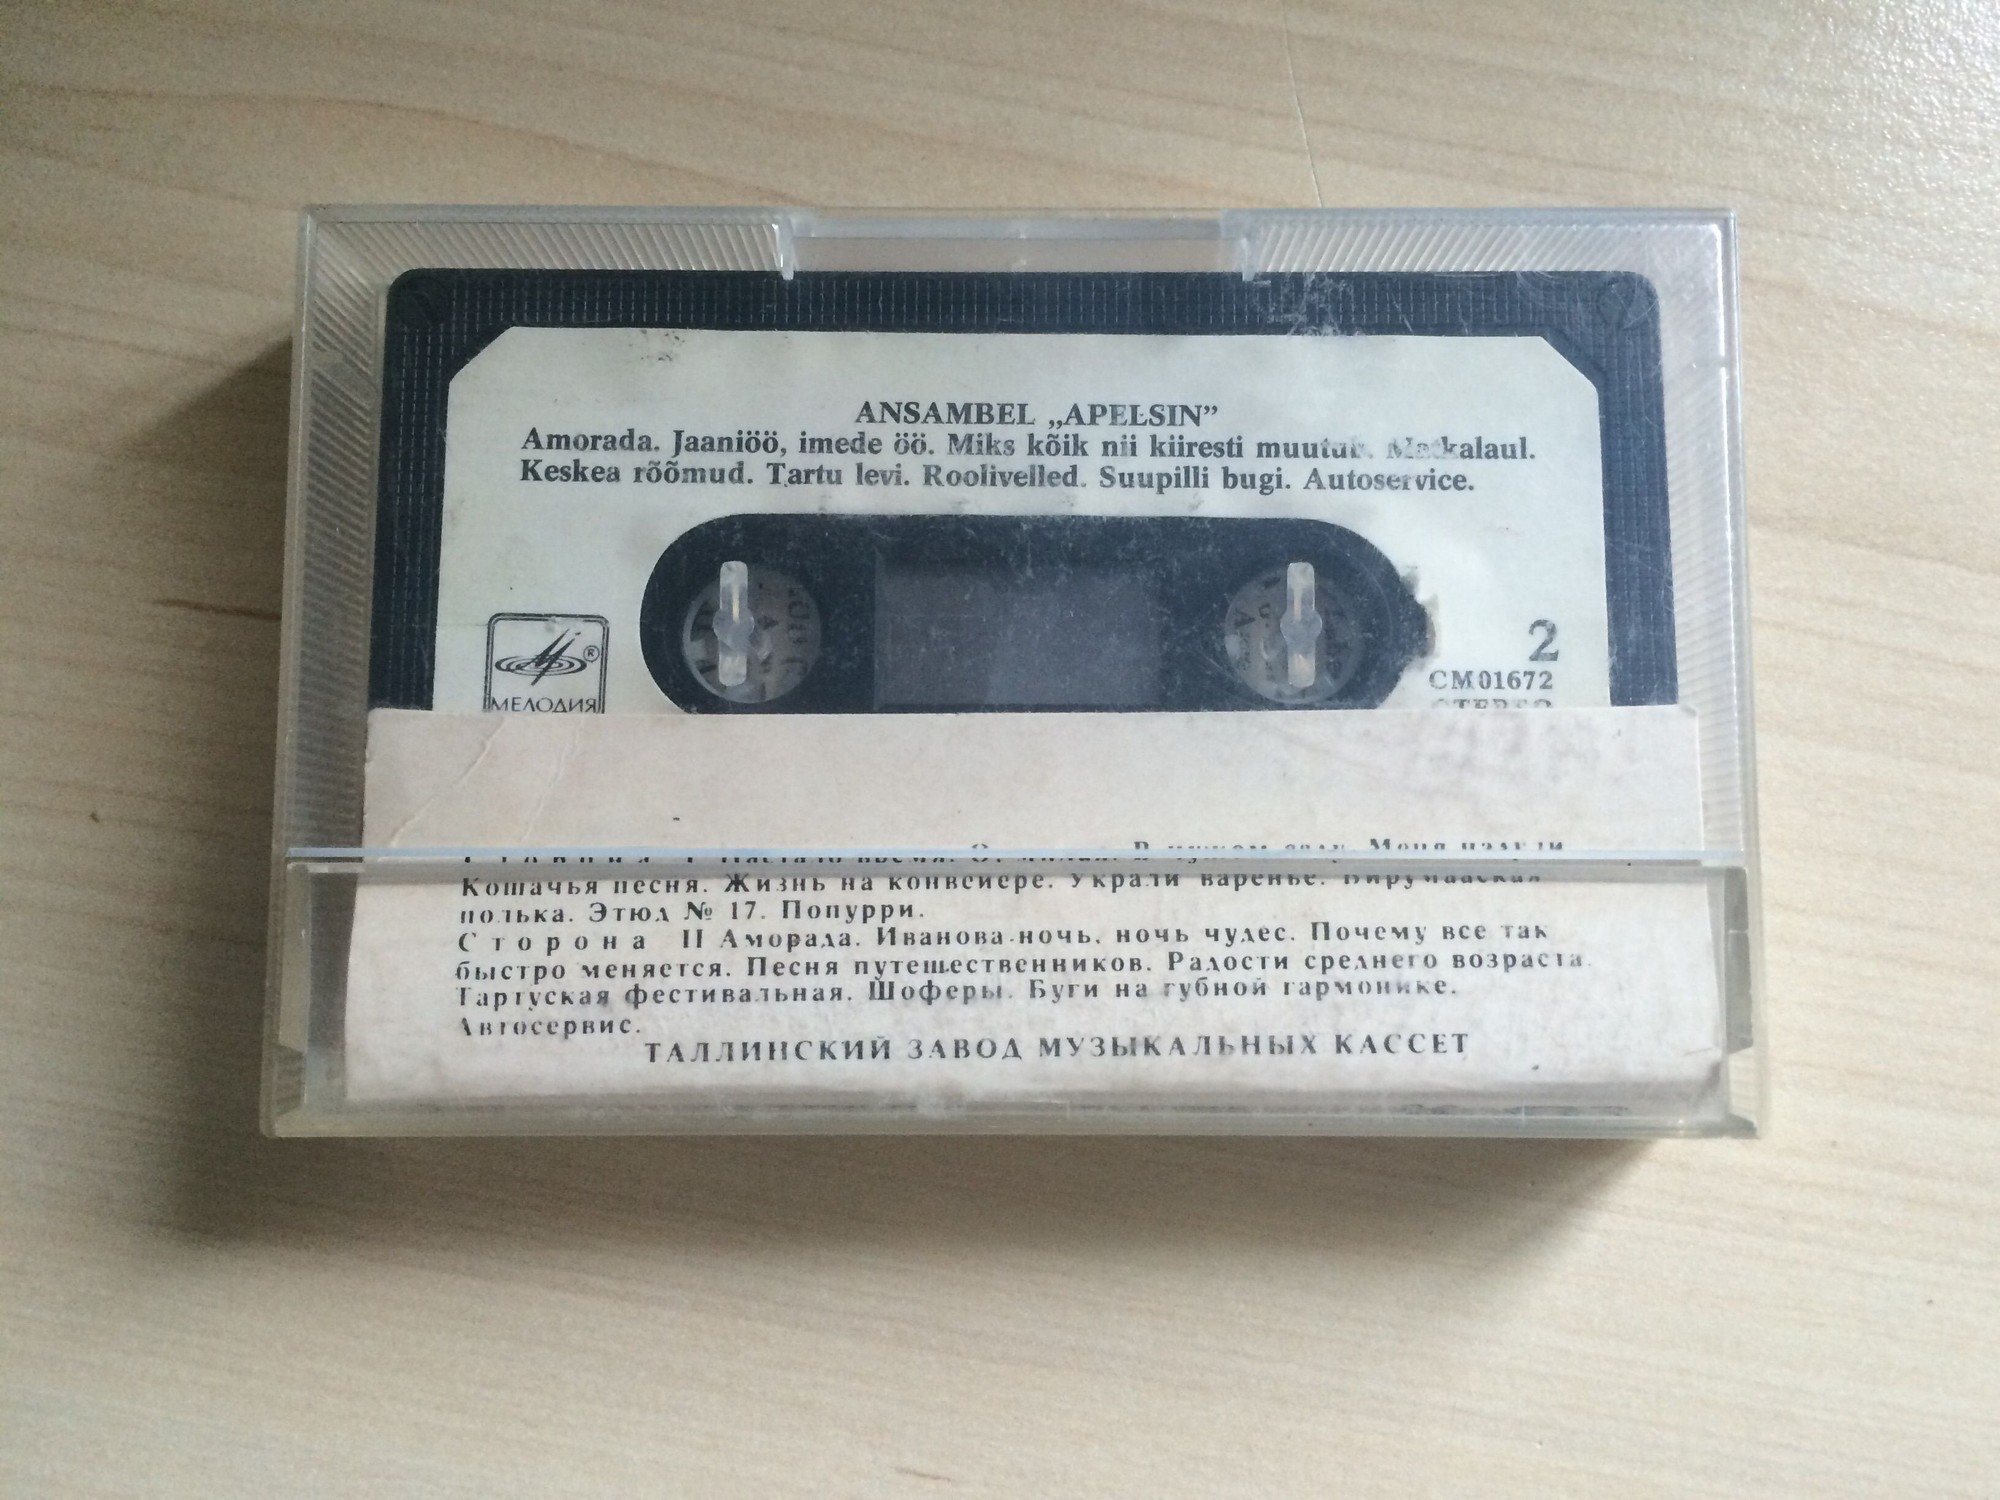 ANSAMBEL „APELSIN”
Amorada. Jaaniöö, imede öö. Miks kõik nii kiiresti muutub. Matkalaul.
Keskea rõõmud. Tartu levi. Roolivelled. Suupilli bugi. Autoservice.
®
МЕЛОДИЯ
2
СМ01672
STEREO
Кошачья песня. Жизнь на конвейере. Украли варенье. Вирумааская
полька. Этюд № 17. Попурри.
Сторона II Аморада. Иванова ночь, ночь чудес. Почему все так
быстро меняется. Песня путешественников. Радости среднего возраста.
Тартуская фестивальная. Шоферы. Буги на губной гармонике.
Автосервис.
ТАЛЛИНСКИЙ ЗАВОД МУЗЫКАЛЬНЫХ КАССЕТ